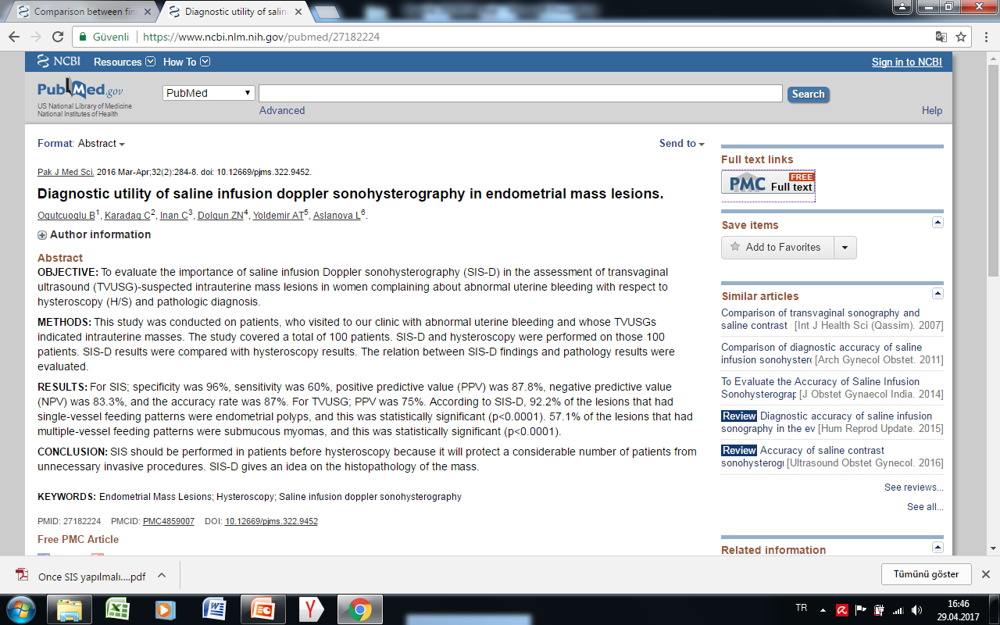 Comparison between fin
Diagnostic utility of salin
Güvenli
https://www.ncbi.nlm.nih.gov/pubmed/27182224
NCBI Resources How To
Sign in to NCBI
PubMed.gov
US National Library of Medicine
National Institutes of Health
PubMed
Search
Advanced
Help
Format: Abstract
Send to
Pak J Med Sci. 2016 Mar-Apr;32(2):284-8. doi: 10.12669/pjms.322.9452.
Diagnostic utility of saline infusion doppler sonohysterography in endometrial mass lesions.
Ogutcuoglu B1, Karadag C2, Inan C3, Dolgun ZN4, Yoldemir AT5, Aslanova L6.
Author information
Abstract
OBJECTIVE: To evaluate the importance of saline infusion Doppler sonohysterography (SIS-D) in the assessment of transvaginal
ultrasound (TVUSG)-suspected intrauterine mass lesions in women complaining about abnormal uterine bleeding with respect to
hysteroscopy (H/S) and pathologic diagnosis.
METHODS: This study was conducted on patients, who visited to our clinic with abnormal uterine bleeding and whose TVUSGs
indicated intrauterine masses. The study covered a total of 100 patients. SIS-D and hysteroscopy were performed on those 100
patients. SIS-D results were compared with hysteroscopy results. The relation between SIS-D findings and pathology results were
evaluated.
RESULTS: For SIS; specificity was 96%, sensitivity was 60%, positive predictive value (PPV) was 87.8%, negative predictive value
(NPV) was 83.3%, and the accuracy rate was 87%. For TVUSG; PPV was 75%. According to SIS-D, 92.2% of the lesions that had
single-vessel feeding patterns were endometrial polyps, and this was statistically significant (p<0.0001). 57.1% of the lesions that had
multiple-vessel feeding patterns were submucous myomas, and this was statistically significant (p<0.0001).
CONCLUSION: SIS should be performed in patients before hysteroscopy because it will protect a considerable number of patients from
unnecessary invasive procedures. SIS-D gives an idea on the histopathology of the mass.
KEYWORDS: Endometrial Mass Lesions; Hysteroscopy; Saline infusion doppler sonohysterography
PMID: 27182224 PMCID: PMC4859007 DOI: 10.12669/pjms.322.9452
Free PMC Article
Full text links
PMC FREE Full text
Save items
Add to Favorites
Similar articles
Comparison of transvaginal sonography and
saline contrast [Int J Health Sci (Qassim). 2007]
Comparison of diagnostic accuracy of saline
infusion sonohystero [Arch Gynecol Obstet. 2011]
To Evaluate the Accuracy of Saline Infusion
Sonohysterograp [J Obstet Gynaecol India. 2014]
Review Diagnostic accuracy of saline infusion
sonography in the ev [Hum Reprod Update. 2015]
Review Accuracy of saline contrast
sonohysterogr [Ultrasound Obstet Gynecol. 2016]
See reviews...
See all...
Related information
Once SIS yapılmalı....pdf
Tümünü göster
TR
16:46
29.04.2017